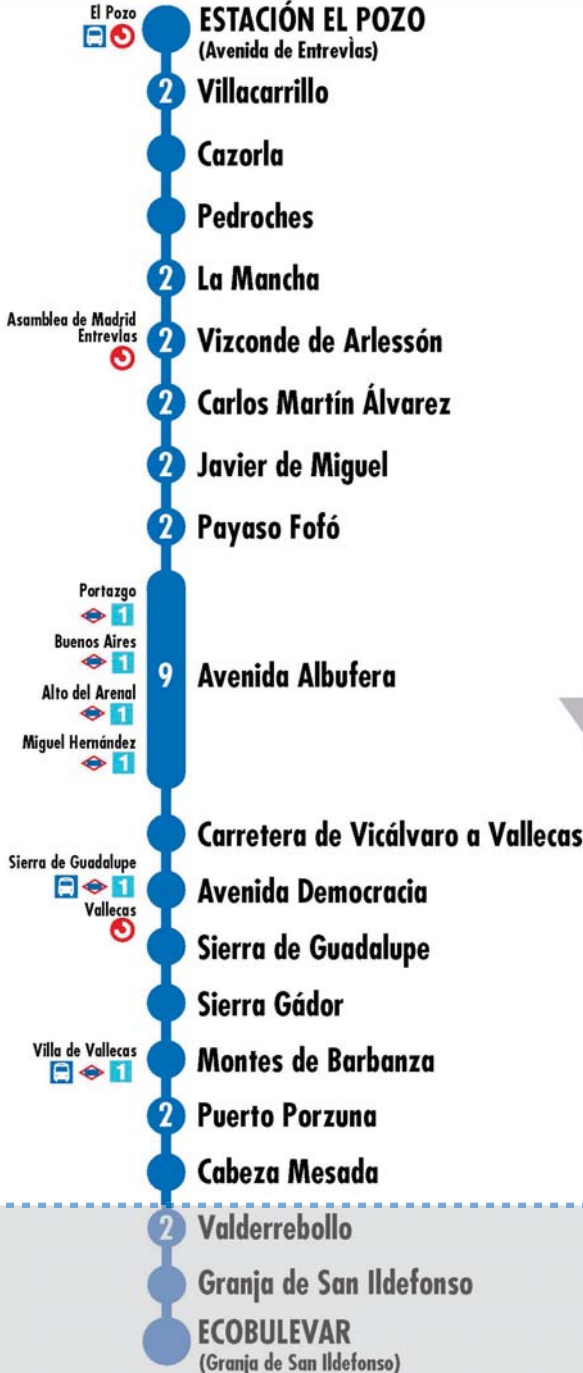 El Pozo
ESTACIÓN EL POZO
(Avenida de Entrevìas)
2 Villacarrillo
Cazorla
Pedroches
2 La Mancha
Asamblea de Madrid
Entrevìas
2 Vizconde de Arlessón
2 Carlos Martín Álvarez
2 Javier de Miguel
2 Payaso Fofó
Portazgo
1
Buenos Aires
1
Alto del Arenal
1
Miguel Hernández
1
9 Avenida Albufera
Carretera de Vicálvaro a Vallecas
Sierra de Guadalupe
1
Vallecas
Avenida Democracia
Sierra de Guadalupe
Sierra Gádor
Villa de Vallecas
1
Montes de Barbanza
2 Puerto Porzuna
Cabeza Mesada
2 Valderrebollo
Granja de San Ildefonso
ECOBULEVAR
(Granja de San Ildefonso)